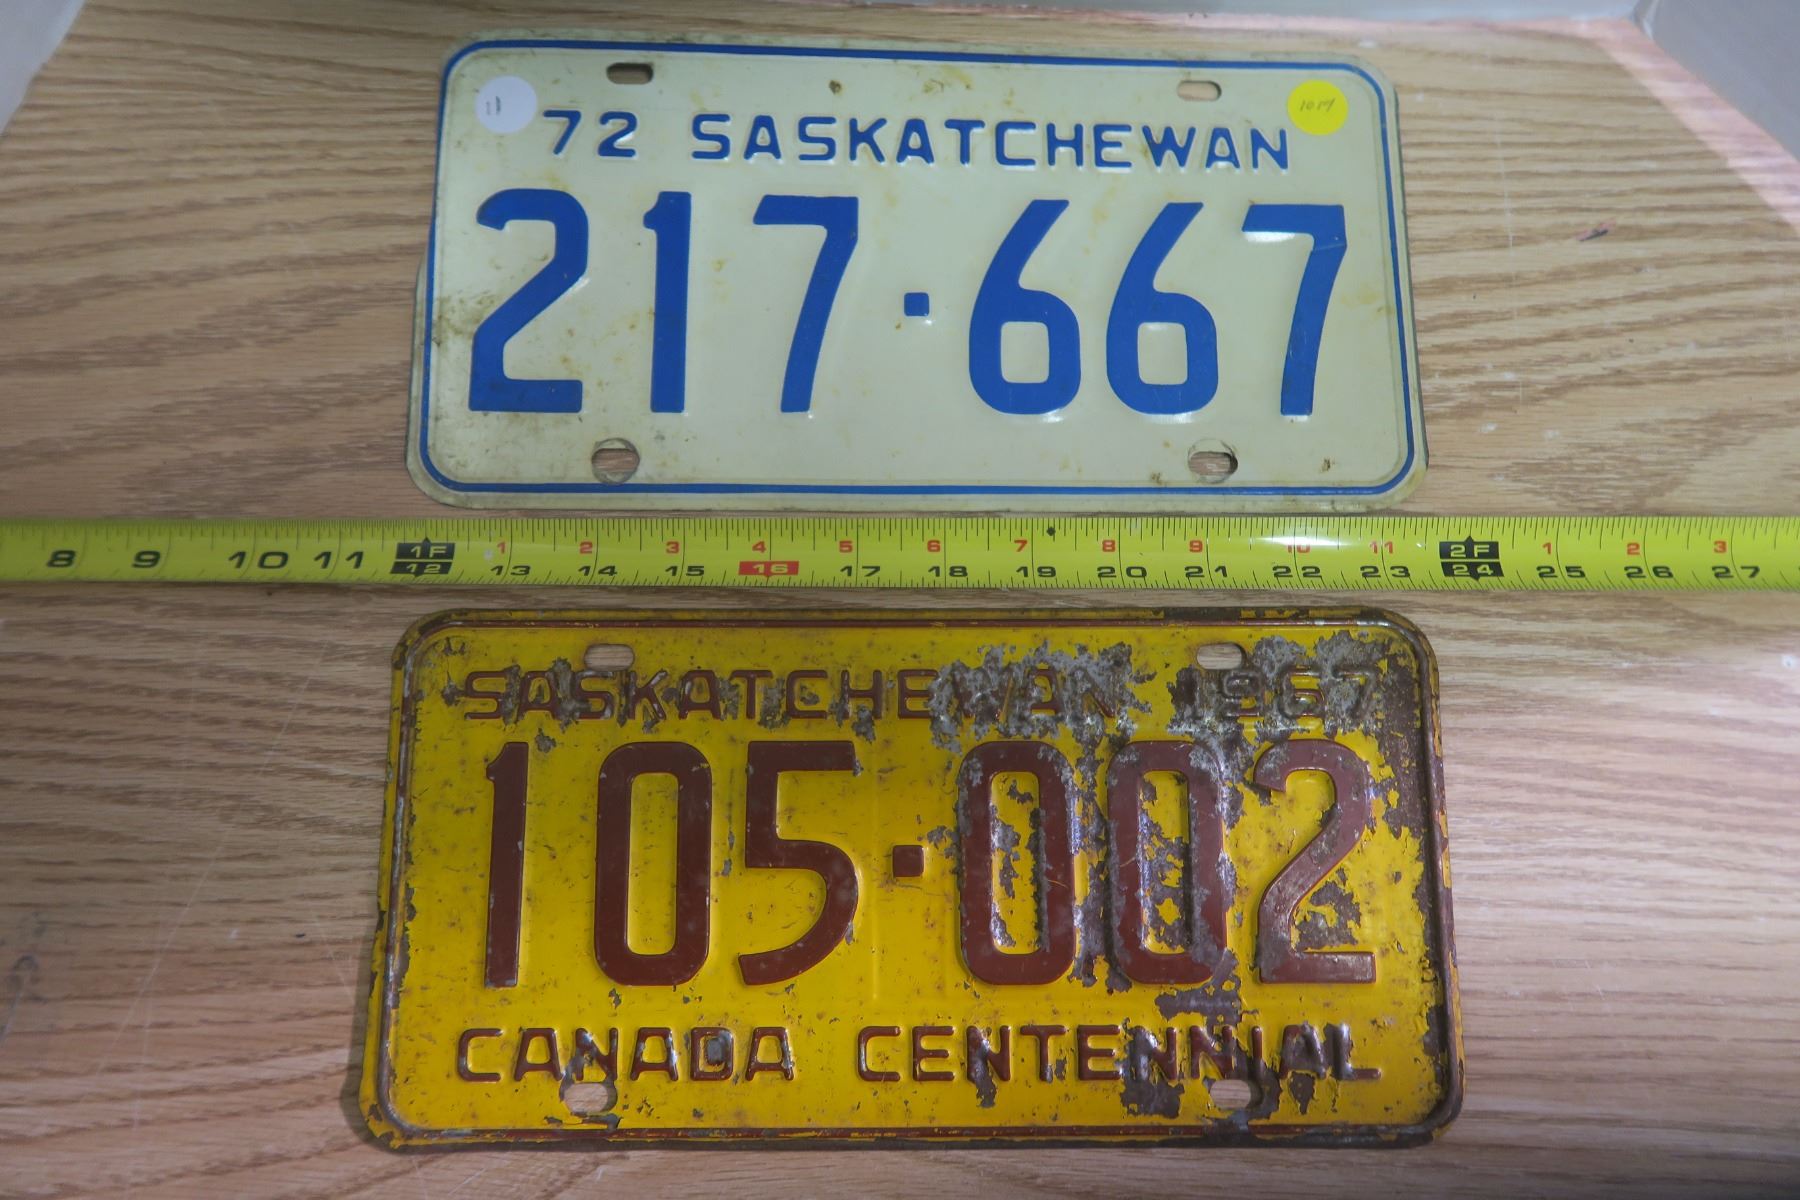 72 SASKATCHEWAN
217·667
8 9 10 11 1F 1 2 3 4 5 6 7 8 9 10 11 2F 1 2 3
12 13 14 15 16 17 18 19 20 21 22 23 24 25 26 27
SASKATCHEWAN 1967
105·002
CANADA CENTENNIAL